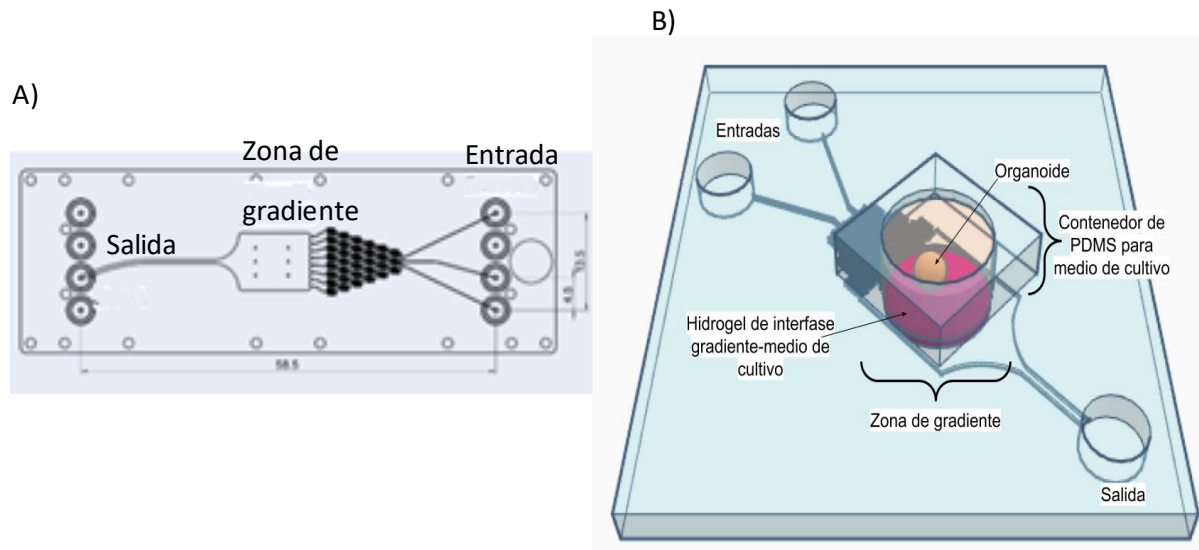 A)
Zona de
gradiente
Entrada
Salida
58.5
4.5
13.5
B)
Entradas
Organoide
Contenedor de
PDMS para
medio de cultivo
Hidrogel de interfase
gradiente-medio de
cultivo
Zona de gradiente
Salida